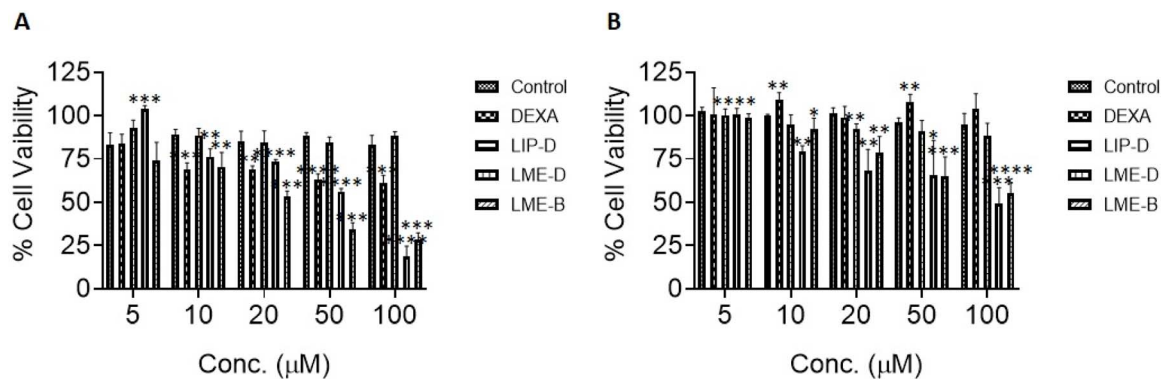 A
% Cell Vaibility
125
100
75
50
25
0
5 10 20 50 100
Conc. (μM)
Control
DEXA
LIP-D
LME-D
LME-B
B
% Cell Vaibility
125
100
75
50
25
0
5 10 20 50 100
Conc. (μM)
Control
DEXA
LIP-D
LME-D
LME-B